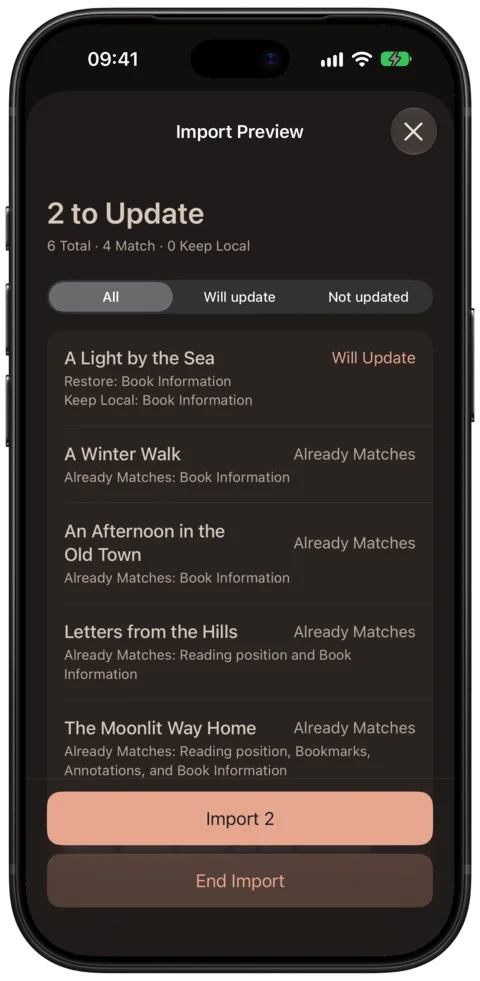 09:41
Import Preview
2 to Update
6 Total · 4 Match · 0 Keep Local
All
Will update
Not updated
A Light by the Sea
Will Update
Restore: Book Information
Keep Local: Book Information
A Winter Walk
Already Matches
Already Matches: Book Information
An Afternoon in the
Old Town
Already Matches
Already Matches: Book Information
Letters from the Hills
Already Matches
Already Matches: Reading position and Book
Information
The Moonlit Way Home
Already Matches
Already Matches: Reading position, Bookmarks,
Annotations, and Book Information
Import 2
End Import